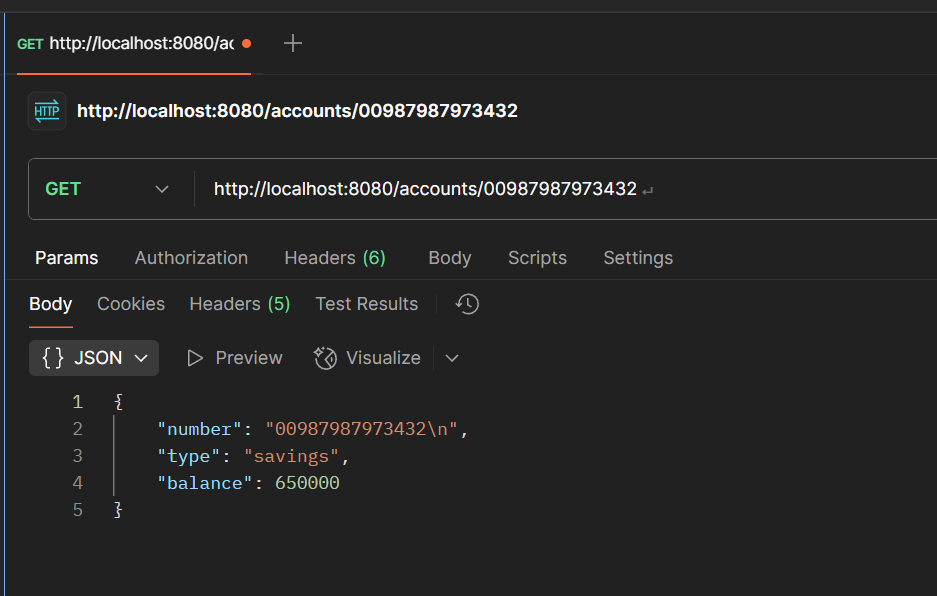 GET http://localhost:8080/ac
HTTP http://localhost:8080/accounts/00987987973432
GET http://localhost:8080/accounts/00987987973432 ↵
Params Authorization Headers (6) Body Scripts Settings
Body Cookies Headers (5) Test Results
{} JSON Preview Visualize
1 {
2 "number": "00987987973432\n",
3 "type": "savings",
4 "balance": 650000
5 }